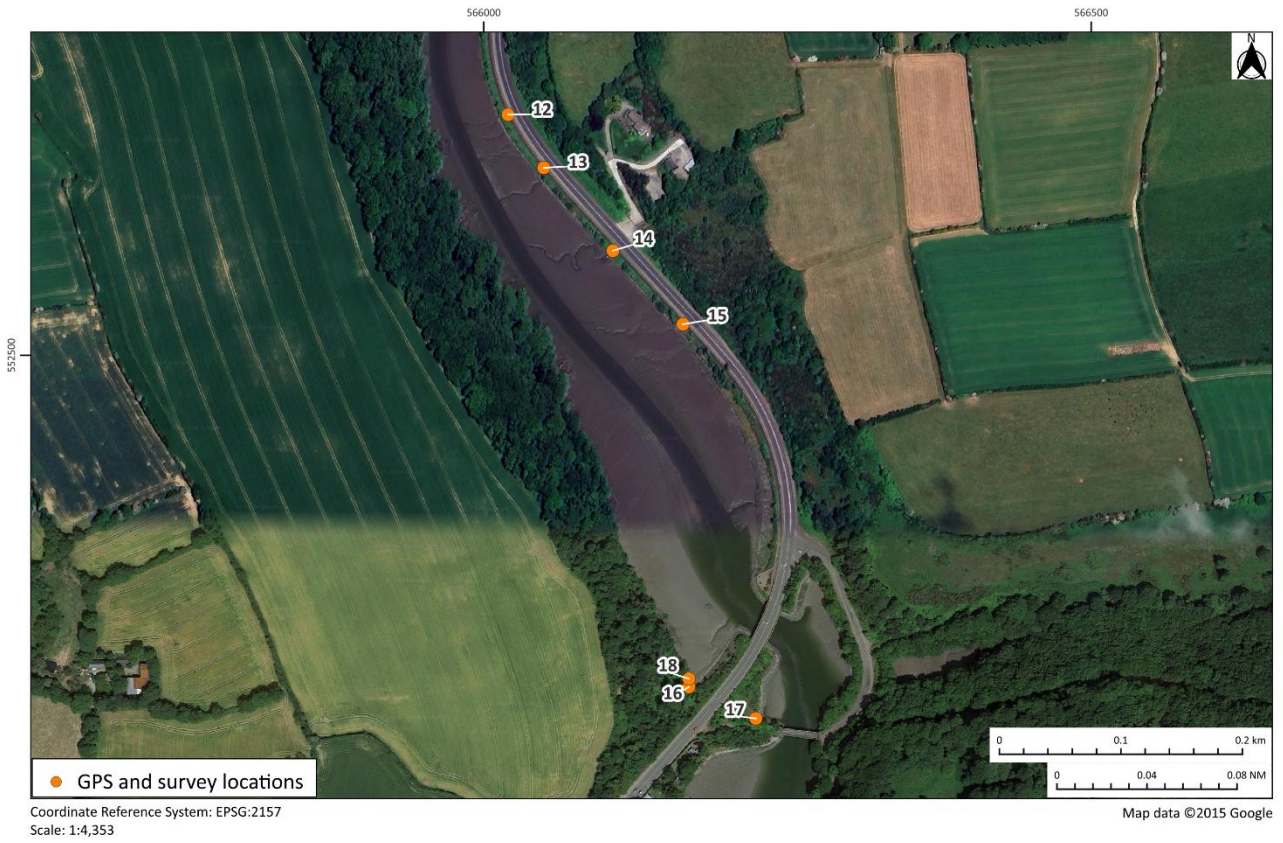 566000
566500
N
12
13
14
15
552500
18
16
17
0 0.1 0.2 km
0 0.04 0.08 NM
GPS and survey locations
Coordinate Reference System: EPSG:2157
Map data ©2015 Google
Scale: 1:4,353